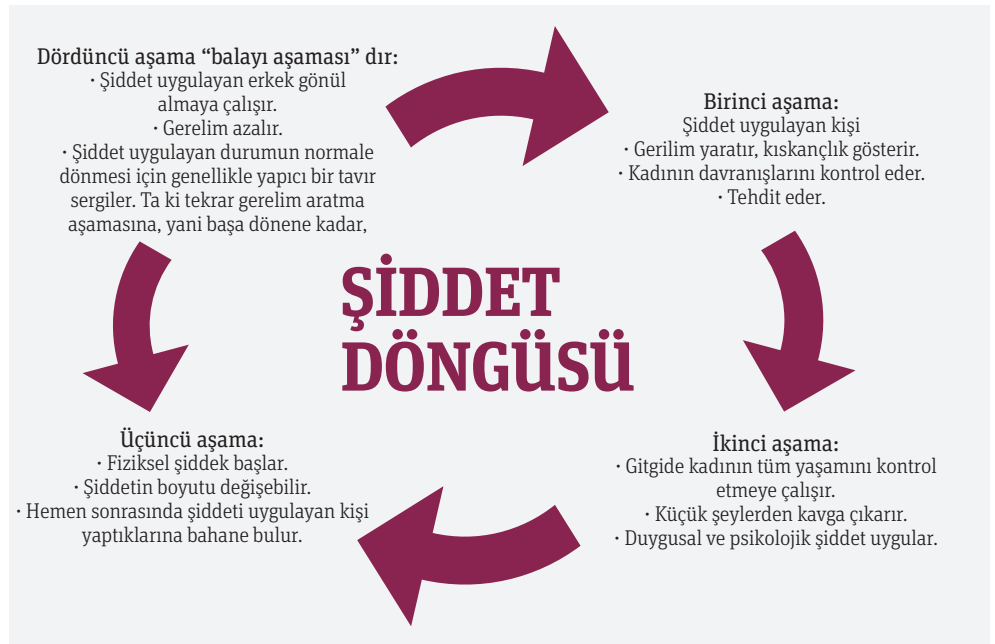 Dördüncü aşama “balayı aşaması” dır:
· Şiddet uygulayan erkek gönül
almaya çalışır.
· Gerelim azalır.
· Şiddet uygulayan durumun normale
dönmesi için genellikle yapıcı bir tavır
sergiler. Ta ki tekrar gerelim aratma
aşamasına, yani başa dönene kadar,
Birinci aşama:
Şiddet uygulayan kişi
· Gerilim yaratır, kıskançlık gösterir.
· Kadının davranışlarını kontrol eder.
· Tehdit eder.
ŞİDDET
DÖNGÜSÜ
Üçüncü aşama:
· Fiziksel şiddek başlar.
· Şiddetin boyutu değişebilir.
· Hemen sonrasında şiddeti uygulayan kişi
yaptıklarına bahane bulur.
İkinci aşama:
· Gitgide kadının tüm yaşamını kontrol
etmeye çalışır.
· Küçük şeylerden kavga çıkarır.
· Duygusal ve psikolojik şiddet uygular.